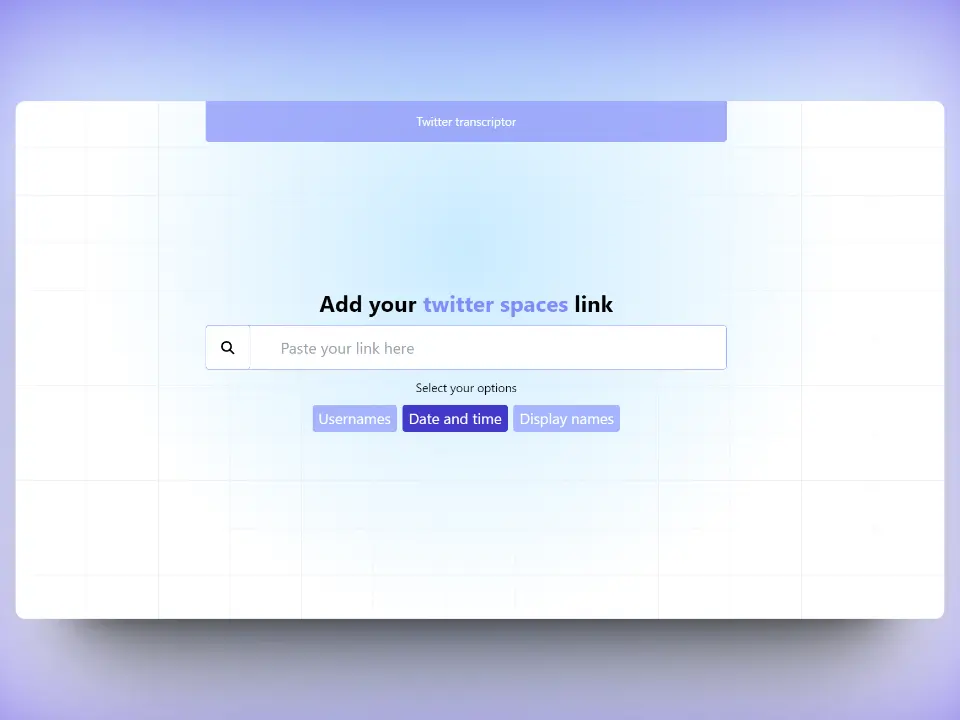 Twitter transcriptor
Add your twitter spaces link
Paste your link here
Select your options
Usernames Date and time Display names